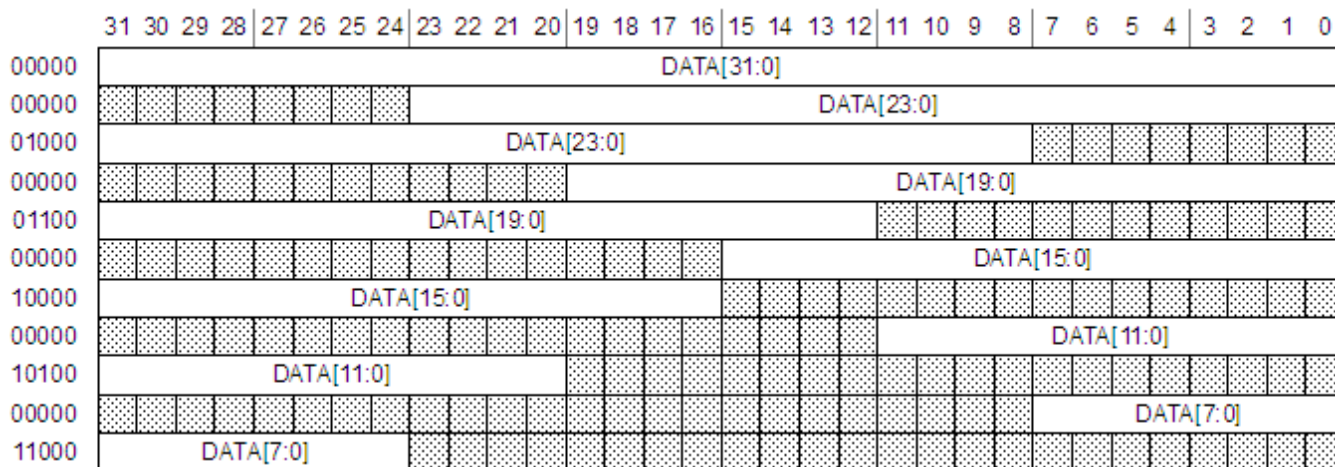 31 30 29 28 27 26 25 24 23 22 21 20 19 18 17 16 15 14 13 12 11 10 9 8 7 6 5 4 3 2 1 0
00000 DATA[31:0]
00000 DATA[23:0]
01000 DATA[23:0]
00000 DATA[19:0]
01100 DATA[19:0]
00000 DATA[15:0]
10000 DATA[15:0]
00000 DATA[11:0]
10100 DATA[11:0]
00000 DATA[7:0]
11000 DATA[7:0]